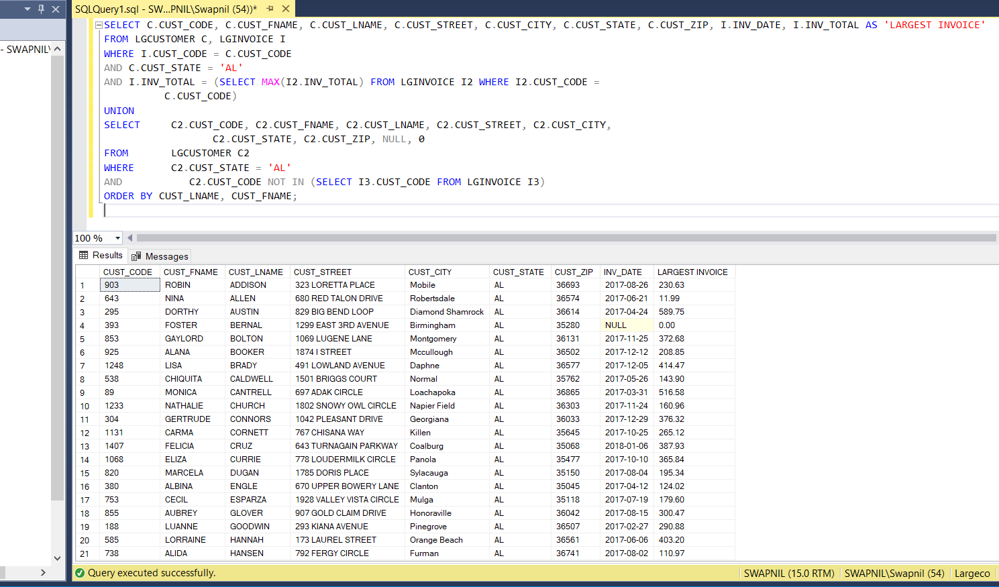 SQLQuery1.sql - SW...PNIL\Swapnil (54))*
- SWAPNIL\
SELECT C.CUST_CODE, C.CUST_FNAME, C.CUST_LNAME, C.CUST_STREET, C.CUST_CITY, C.CUST_STATE, C.CUST_ZIP, I.INV_DATE, I.INV_TOTAL AS 'LARGEST INVOICE'
FROM LGCUSTOMER C, LGINVOICE I
WHERE I.CUST_CODE = C.CUST_CODE
AND C.CUST_STATE = 'AL'
AND I.INV_TOTAL = (SELECT MAX(I2.INV_TOTAL) FROM LGINVOICE I2 WHERE I2.CUST_CODE =
C.CUST_CODE)
UNION
SELECT C2.CUST_CODE, C2.CUST_FNAME, C2.CUST_LNAME, C2.CUST_STREET, C2.CUST_CITY,
C2.CUST_STATE, C2.CUST_ZIP, NULL, 0
FROM LGCUSTOMER C2
WHERE C2.CUST_STATE = 'AL'
AND C2.CUST_CODE NOT IN (SELECT I3.CUST_CODE FROM LGINVOICE I3)
ORDER BY CUST_LNAME, CUST_FNAME;
100 %
Results Messages
CUST_CODE CUST_FNAME CUST_LNAME CUST_STREET CUST_CITY CUST_STATE CUST_ZIP INV_DATE LARGEST INVOICE
1 903 ROBIN ADDISON 323 LORETTA PLACE Mobile AL 36693 2017-08-26 230.63
2 643 NINA ALLEN 680 RED TALON DRIVE Robertsdale AL 36574 2017-06-21 11.99
3 295 DORTHY AUSTIN 829 BIG BEND LOOP Diamond Shamrock AL 36614 2017-04-24 589.75
4 393 FOSTER BERNAL 1299 EAST 3RD AVENUE Birmingham AL 35280 NULL 0.00
5 853 GAYLORD BOLTON 1069 LUGENE LANE Montgomery AL 36131 2017-11-25 372.68
6 925 ALANA BOOKER 1874 I STREET Mccullough AL 36502 2017-12-12 208.85
7 1248 LISA BRADY 491 LOWLAND AVENUE Daphne AL 36577 2017-12-05 414.47
8 538 CHIQUITA CALDWELL 1501 BRIGGS COURT Normal AL 35762 2017-05-26 143.90
9 89 MONICA CANTRELL 697 ADAK CIRCLE Loachapoka AL 36865 2017-03-31 516.58
10 1233 NATHALIE CHURCH 1802 SNOWY OWL CIRCLE Napier Field AL 36303 2017-11-24 160.96
11 304 GERTRUDE CONNORS 1042 PLEASANT DRIVE Georgiana AL 36033 2017-12-29 376.32
12 1131 CARMA CORNETT 767 CHISANA WAY Killen AL 35645 2017-10-25 265.12
13 1407 FELICIA CRUZ 643 TURNAGAIN PARKWAY Coalburg AL 35068 2018-01-06 387.93
14 1068 ELIZA CURRIE 778 LOUDERMILK CIRCLE Panola AL 35477 2017-10-10 365.84
15 820 MARCELA DUGAN 1785 DORIS PLACE Sylacauga AL 35150 2017-08-04 195.34
16 380 ALBINA ENGLE 670 UPPER BOWERY LANE Clanton AL 35045 2017-04-12 124.02
17 753 CECIL ESPARZA 1928 VALLEY VISTA CIRCLE Mulga AL 35118 2017-07-19 179.60
18 855 AUBREY GLOVER 907 GOLD CLAIM DRIVE Honoraville AL 36042 2017-08-15 300.47
19 188 LUANNE GOODWIN 293 KIANA AVENUE Pinegrove AL 36507 2017-02-27 290.88
20 585 LORRAINE HANNAH 173 LAUREL STREET Orange Beach AL 36561 2017-06-06 403.20
21 738 ALIDA HANSEN 792 FERGY CIRCLE Furman AL 36741 2017-08-02 110.97
Query executed successfully. SWAPNIL (15.0 RTM) SWAPNIL\Swapnil (54) Largeco